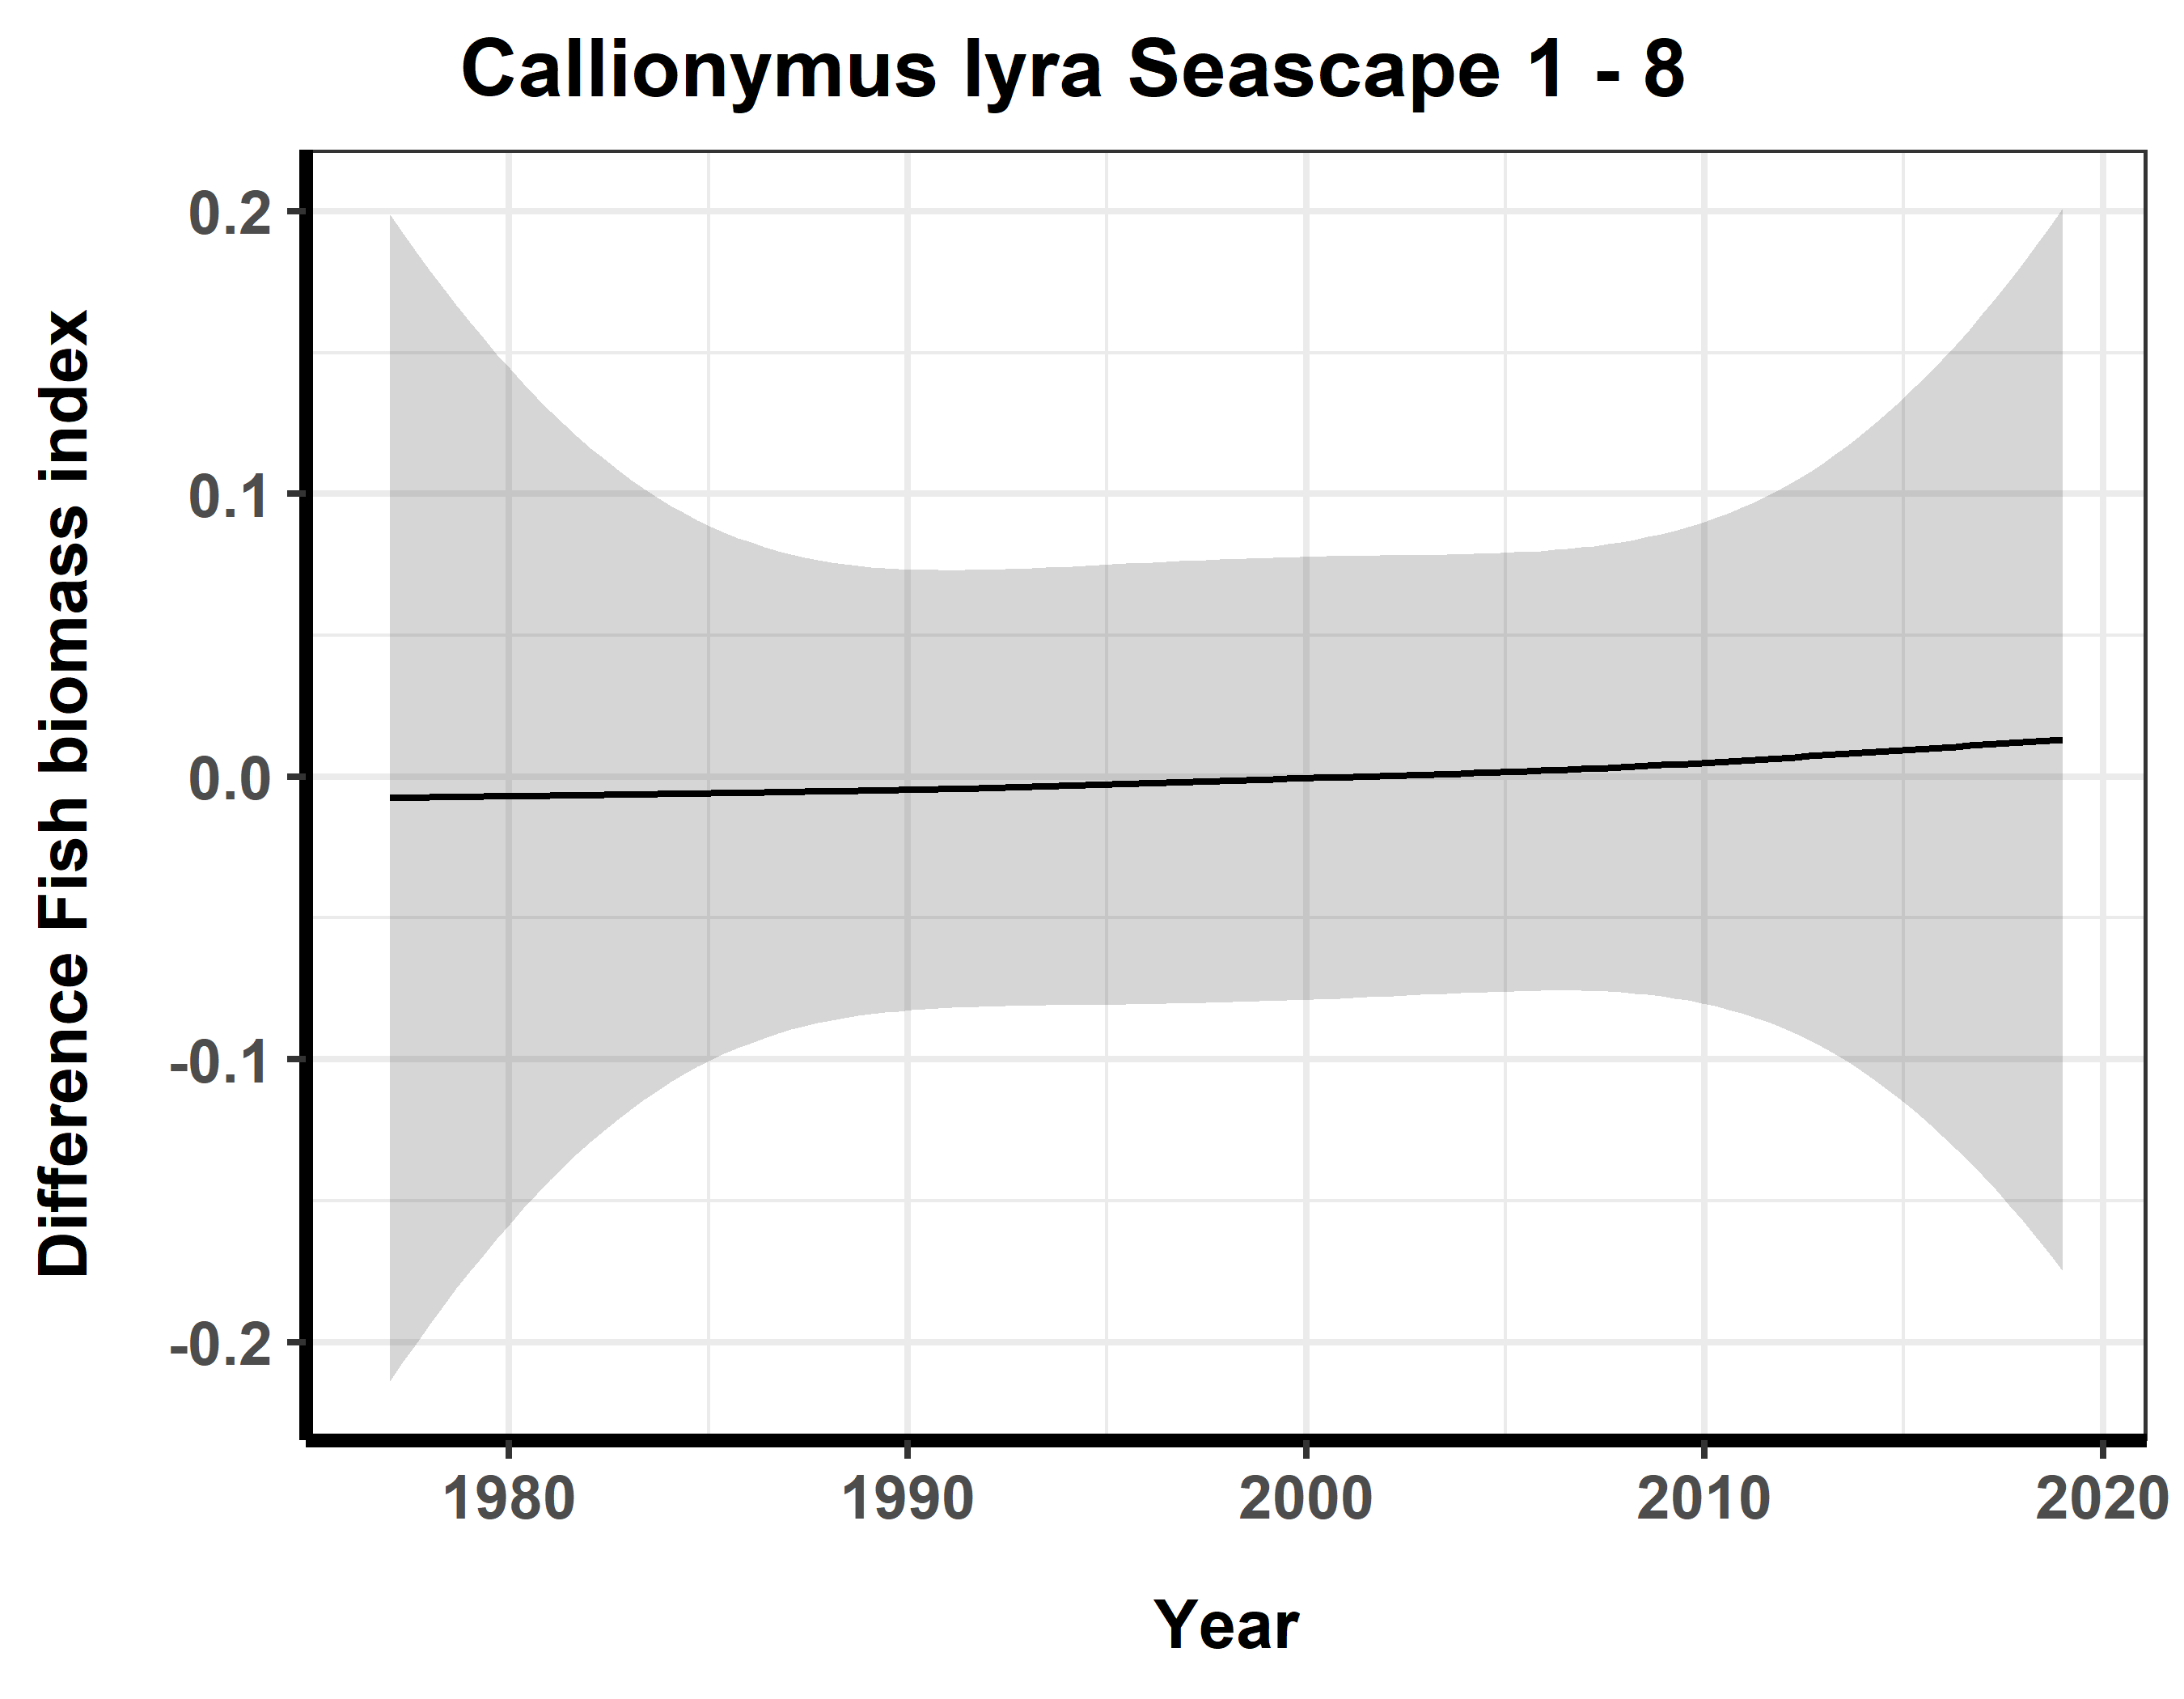 Callionymus lyra Seascape 1 - 8
Difference Fish biomass index
0.2
0.1
0.0
-0.1
-0.2
1980 1990 2000 2010 2020
Year